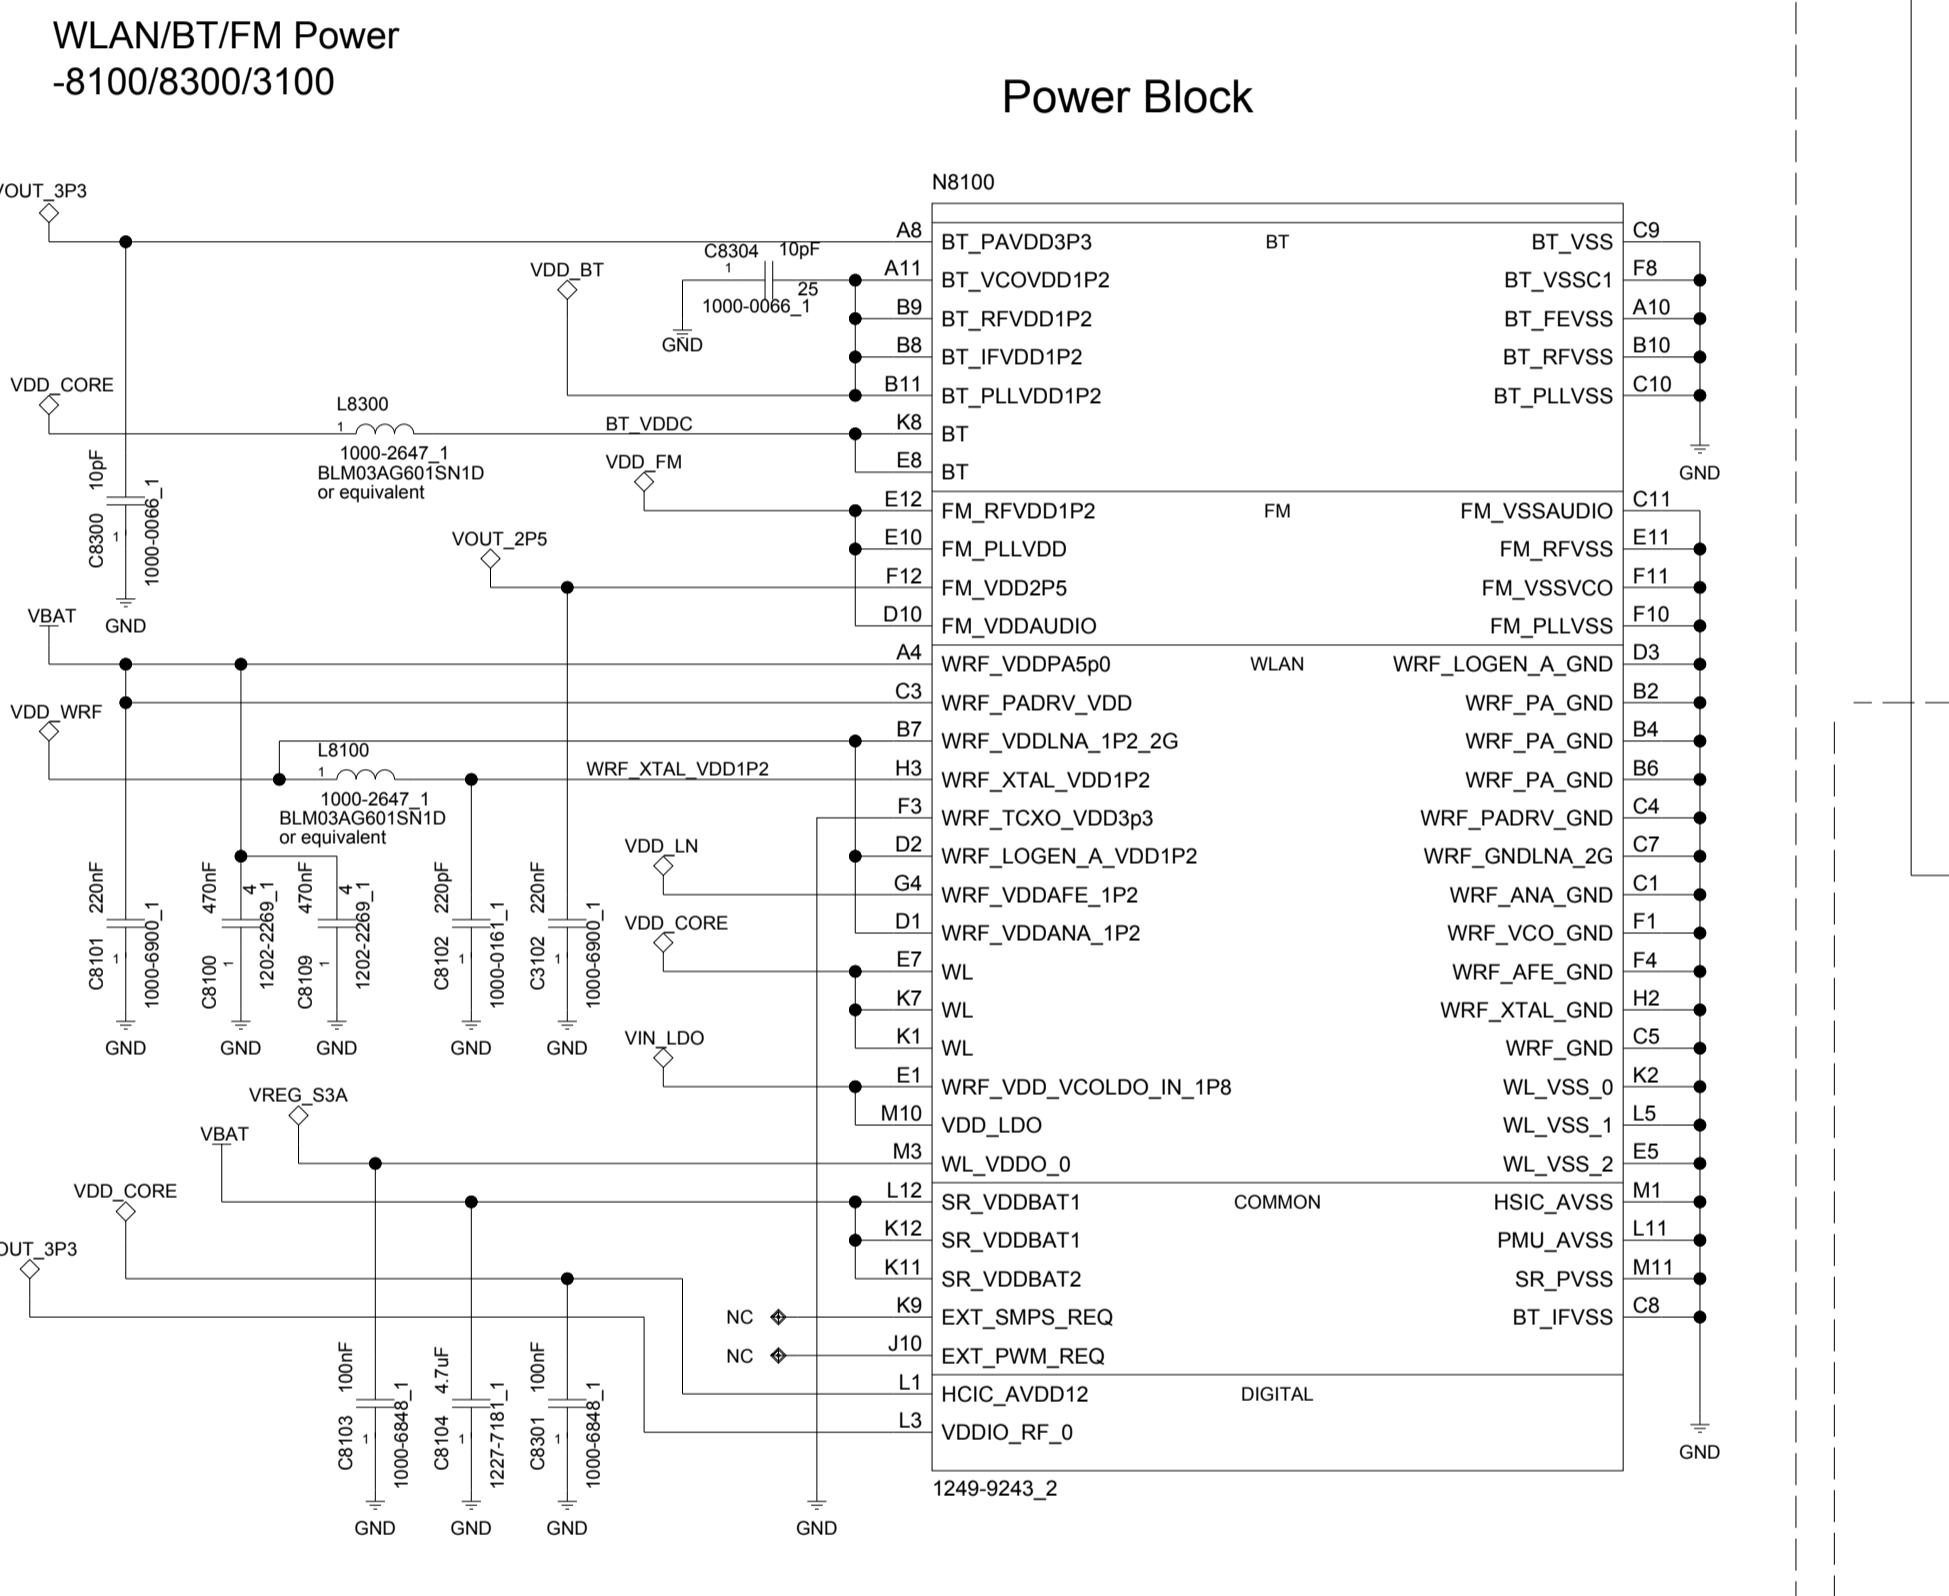 WLAN/BT/FM Power
-8100/8300/3100
Power Block
N8100
VOUT_3P3
A8 BT_PAVDD3P3 BT BT_VSS C9
C8304 10pF
1
25
1000-0066_1
GND
VDD_BT
A11 BT_VCOVDD1P2 BT_VSSC1 F8
B9 BT_RFVDD1P2 BT_FEVSS A10
B8 BT_IFVDD1P2 BT_RFVSS B10
B11 BT_PLLVDD1P2 BT_PLLVSS C10
GND
VDD_CORE
L8300
1
1000-2647_1
BLM03AG601SN1D
or equivalent
BT_VDDC
K8 BT
E8 BT
VDD_FM
C8300 10pF
1
1000-0066_1
GND
E12 FM_RFVDD1P2 FM FM_VSSAUDIO C11
E10 FM_PLLVDD FM_RFVSS E11
VOUT_2P5
F12 FM_VDD2P5 FM_VSSVCO F11
D10 FM_VDDAUDIO FM_PLLVSS F10
VBAT
A4 WRF_VDDPA5p0 WLAN WRF_LOGEN_A_GND D3
C3 WRF_PADRV_VDD WRF_PA_GND B2
VDD_WRF
B7 WRF_VDDLNA_1P2_2G WRF_PA_GND B4
L8100
1
1000-2647_1
BLM03AG601SN1D
or equivalent
WRF_XTAL_VDD1P2
H3 WRF_XTAL_VDD1P2 WRF_PA_GND B6
F3 WRF_TCXO_VDD3p3 WRF_PADRV_GND C4
D2 WRF_LOGEN_A_VDD1P2 WRF_GNDLNA_2G C7
VDD_LN
G4 WRF_VDDAFE_1P2 WRF_ANA_GND C1
D1 WRF_VDDANA_1P2 WRF_VCO_GND F1
VDD_CORE
E7 WL WRF_AFE_GND F4
K7 WL WRF_XTAL_GND H2
K1 WL WRF_GND C5
C8101 220nF
1
1000-6900_1
GND
C8100 470nF
1
4
1202-2269_1
GND
C8109 470nF
1
4
1202-2269_1
GND
C8102 220pF
1
1000-0161_1
GND
C3102 220nF
1
1000-6900_1
GND
VIN_LDO
E1 WRF_VDD_VCOLDO_IN_1P8 WL_VSS_0 K2
M10 VDD_LDO WL_VSS_1 L5
VREG_S3A
M3 WL_VDDO_0 WL_VSS_2 E5
VBAT
L12 SR_VDDBAT1 COMMON HSIC_AVSS M1
K12 SR_VDDBAT1 PMU_AVSS L11
VDD_CORE
K11 SR_VDDBAT2 SR_PVSS M11
OUT_3P3
NC K9 EXT_SMPS_REQ BT_IFVSS C8
NC J10 EXT_PWM_REQ
L1 HCIC_AVDD12 DIGITAL
L3 VDDIO_RF_0
GND
C8103 100nF
1
1000-6848_1
GND
C8104 4.7uF
1
1227-7181_1
GND
C8301 100nF
1
1000-6848_1
GND
GND
1249-9243_2